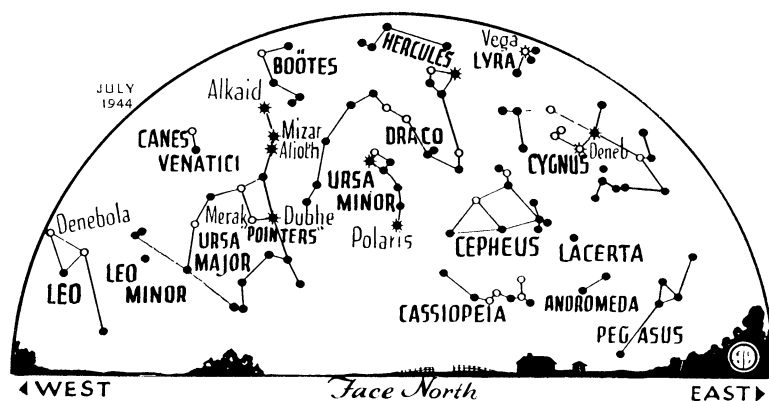 JULY
1944
HERCULES
Vega
LYRA
BOÖTES
Alkaid
CANES
VENATICI
Mizar
Alioth
DRACO
CYGNUS
Deneb
URSA
MINOR
Polaris
Denebola
Merak
Dubhe
"POINTERS"
URSA
MAJOR
LEO
LEO
MINOR
CEPHEUS
LACERTA
CASSIOPEIA
ANDROMEDA
PEGASUS
WEST
Face North
EAST